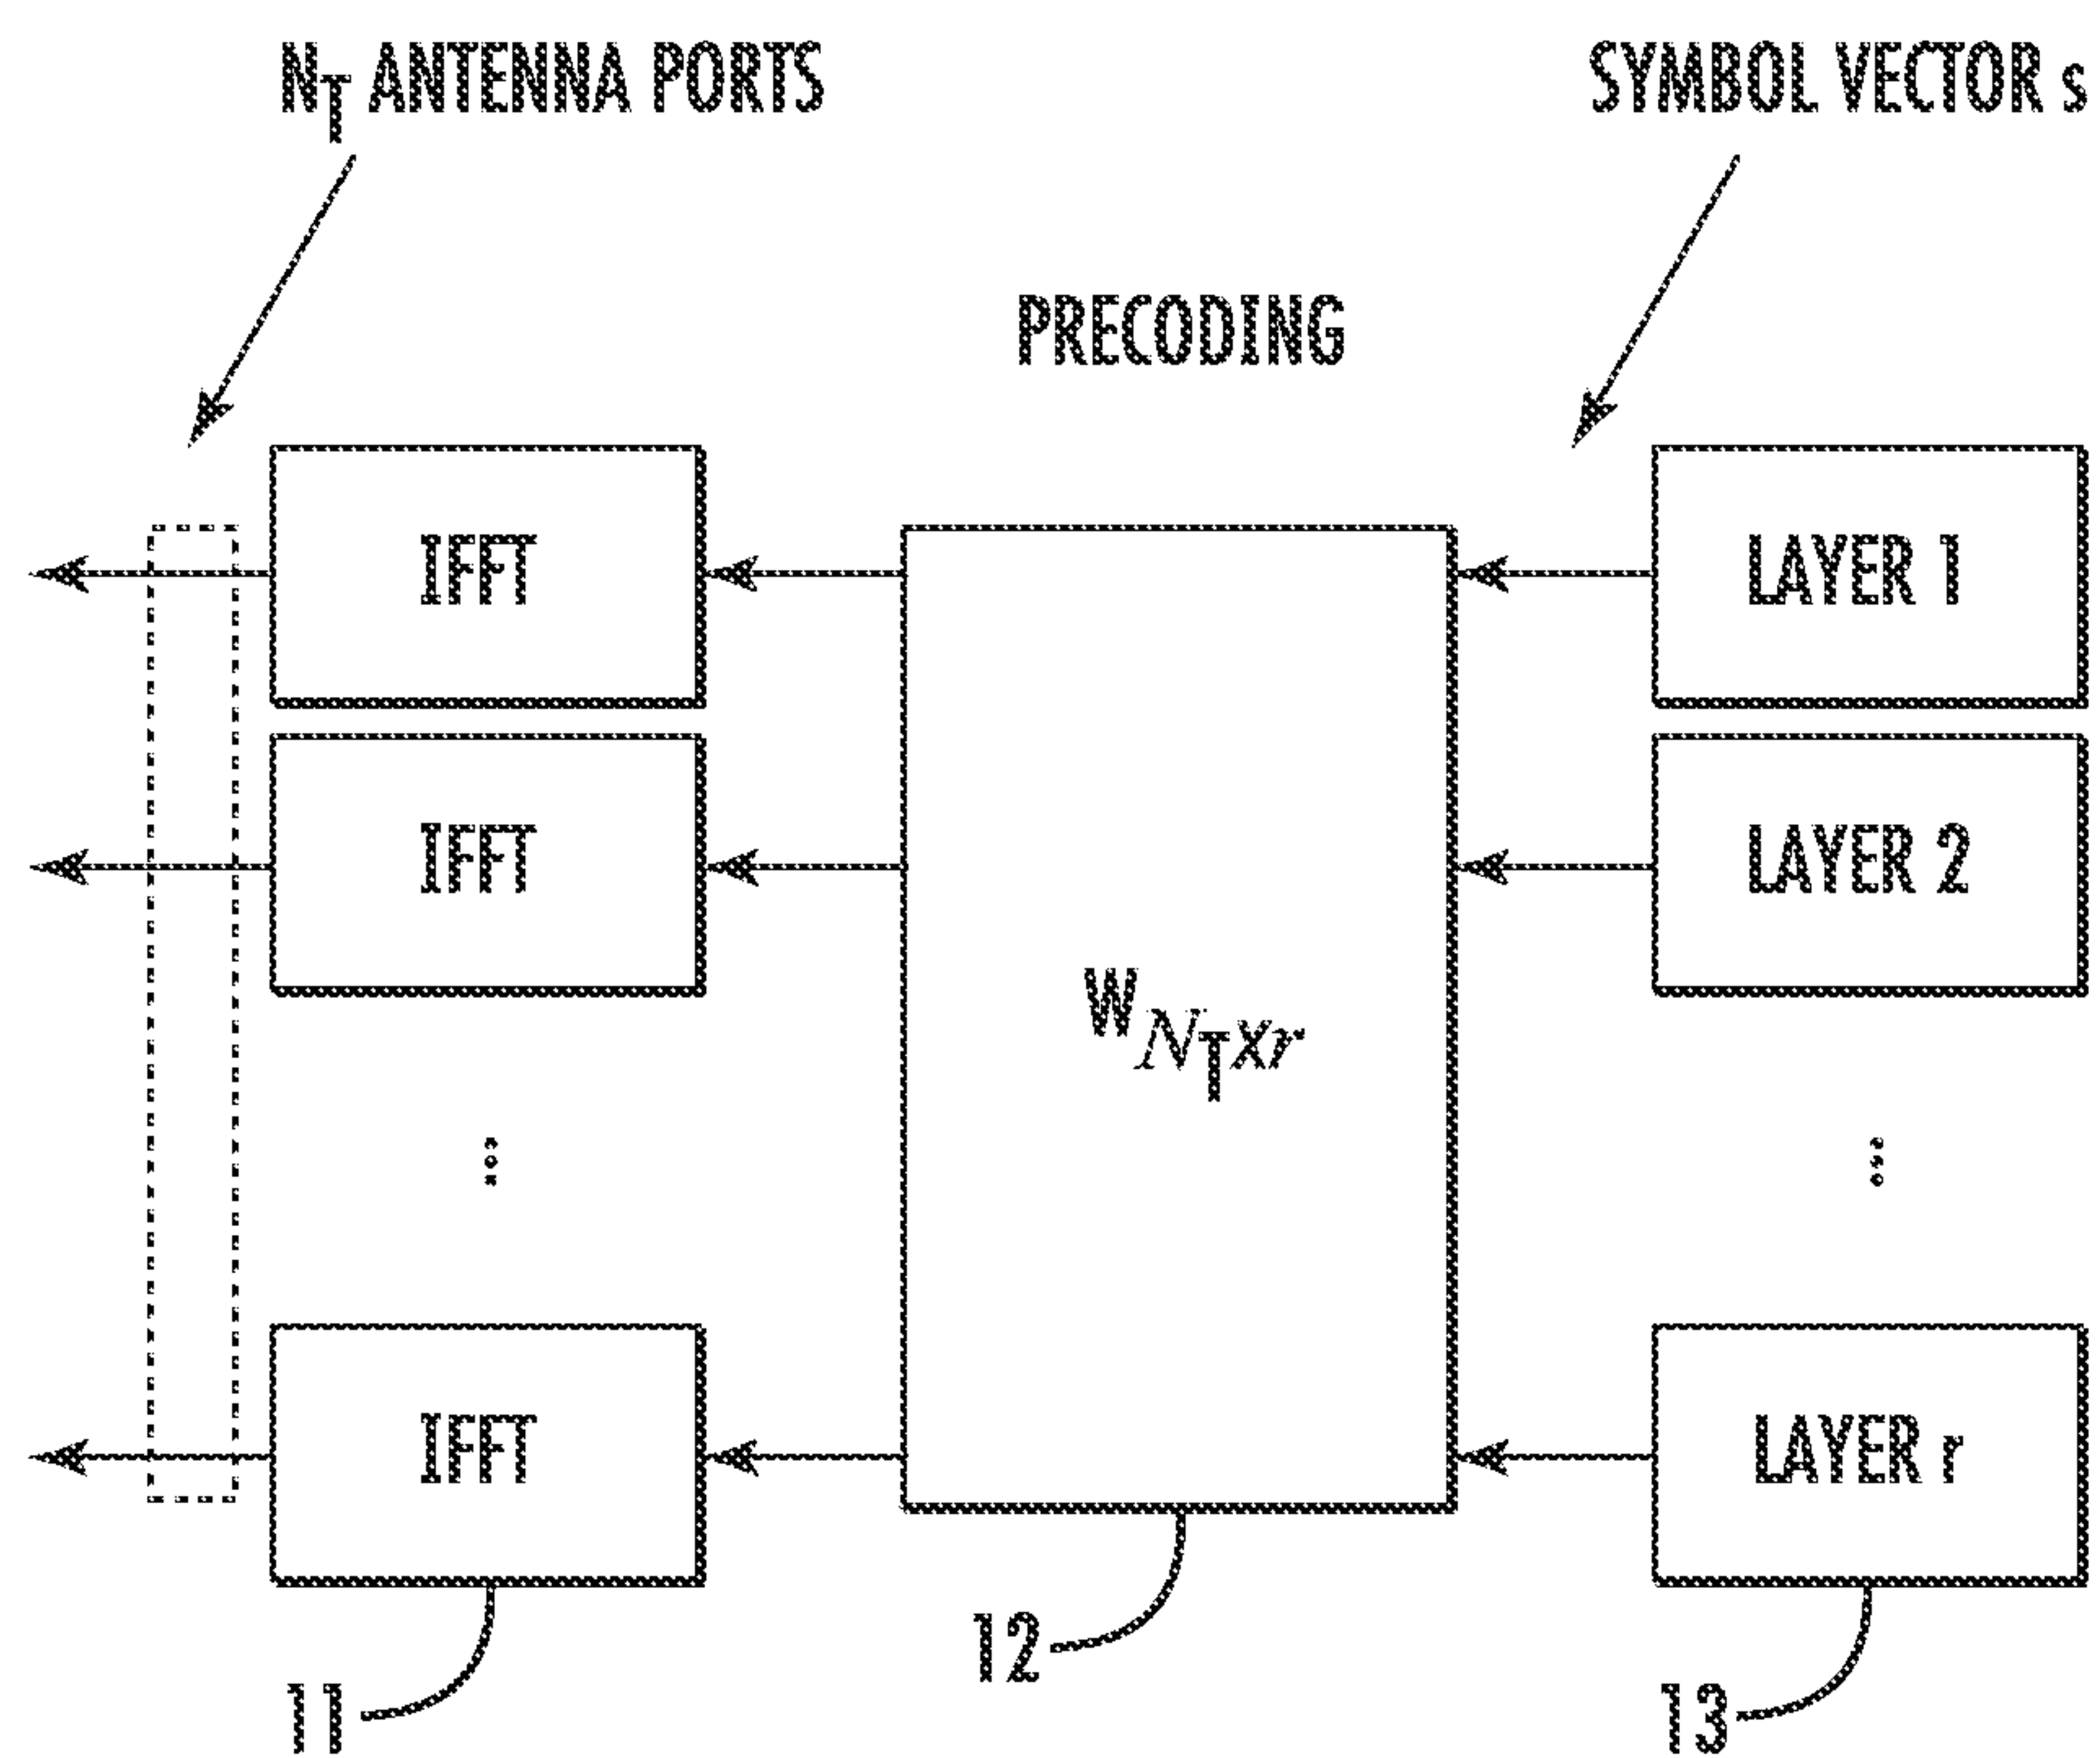 N_T ANTENNA PORTS
SYMBOL VECTOR s
PRECODING
IFFT
LAYER 1
IFFT
LAYER 2
W_{N_T x r}
⋮
⋮
IFFT
LAYER r
11
12
13